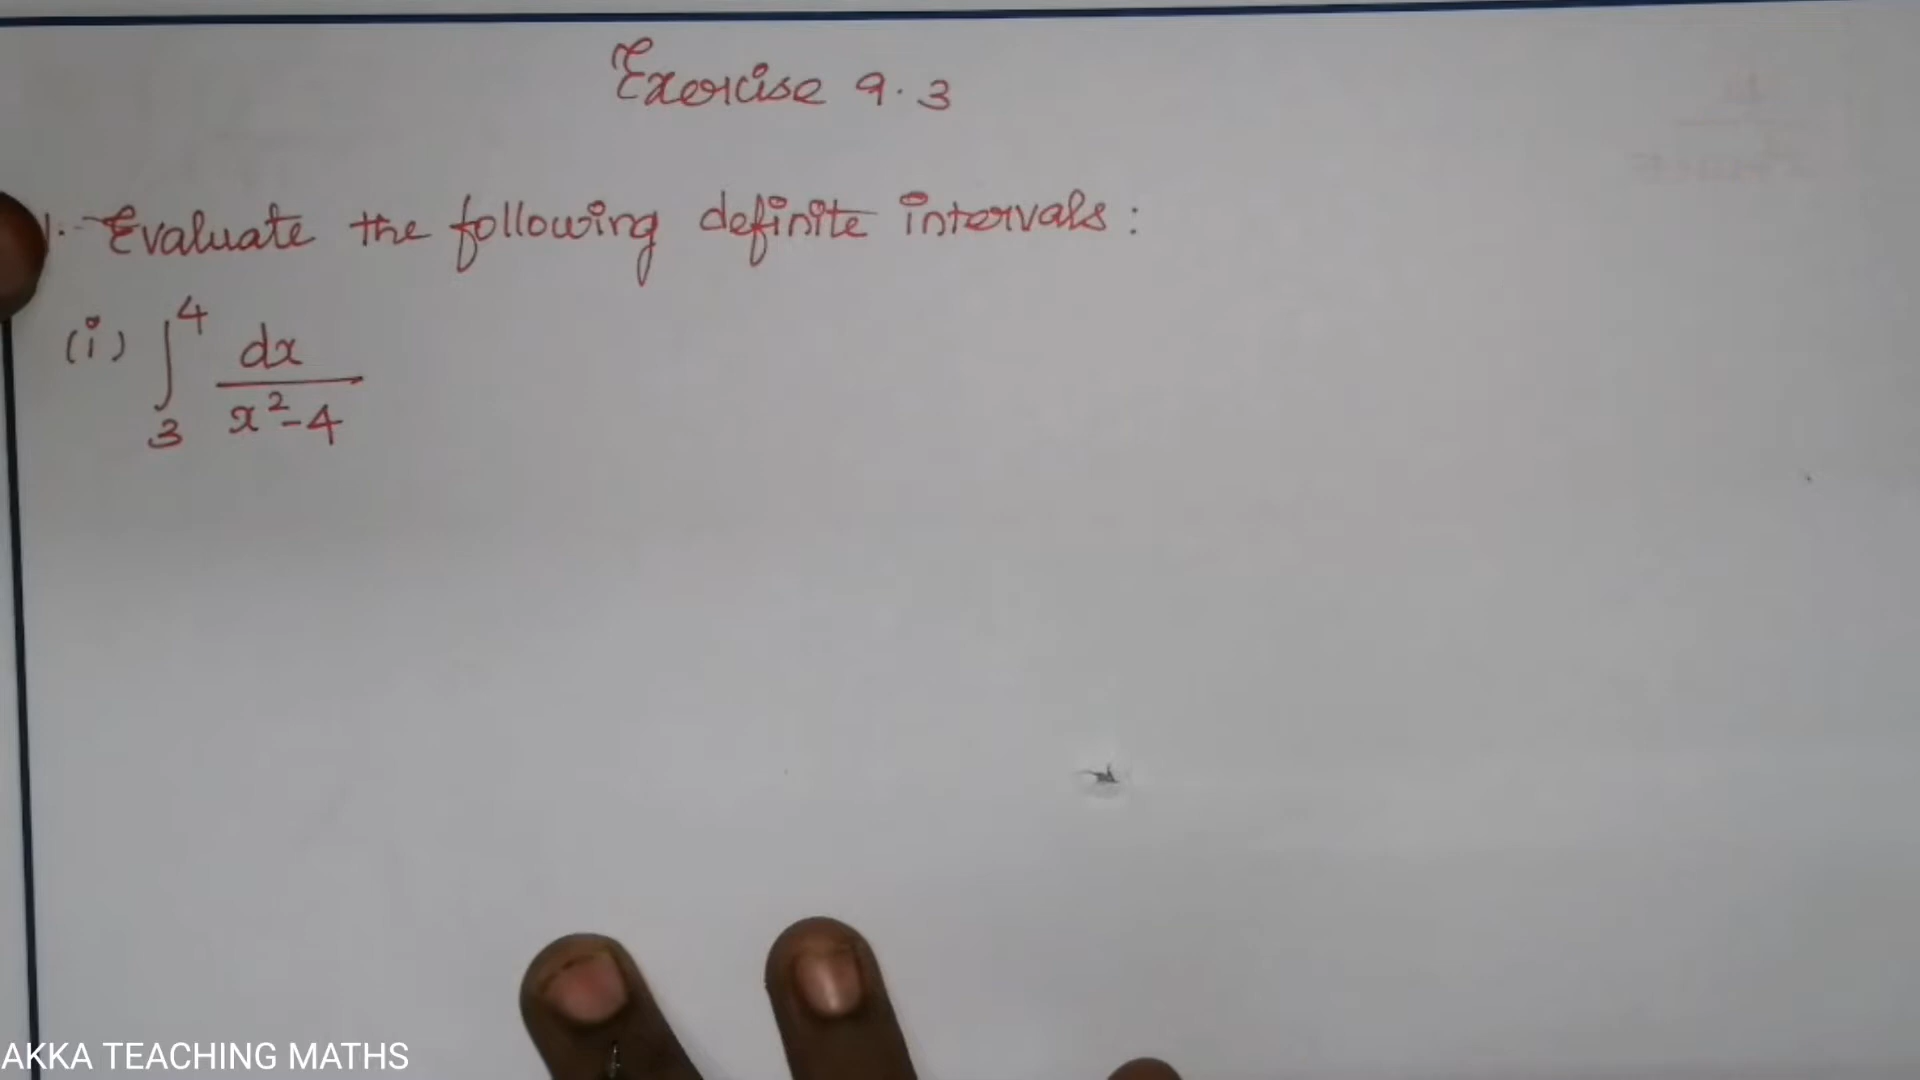 Exercise 9.3
1. Evaluate the following definite intervals:
(i) ∫₃⁴ dx / x²-4
AKKA TEACHING MATHS